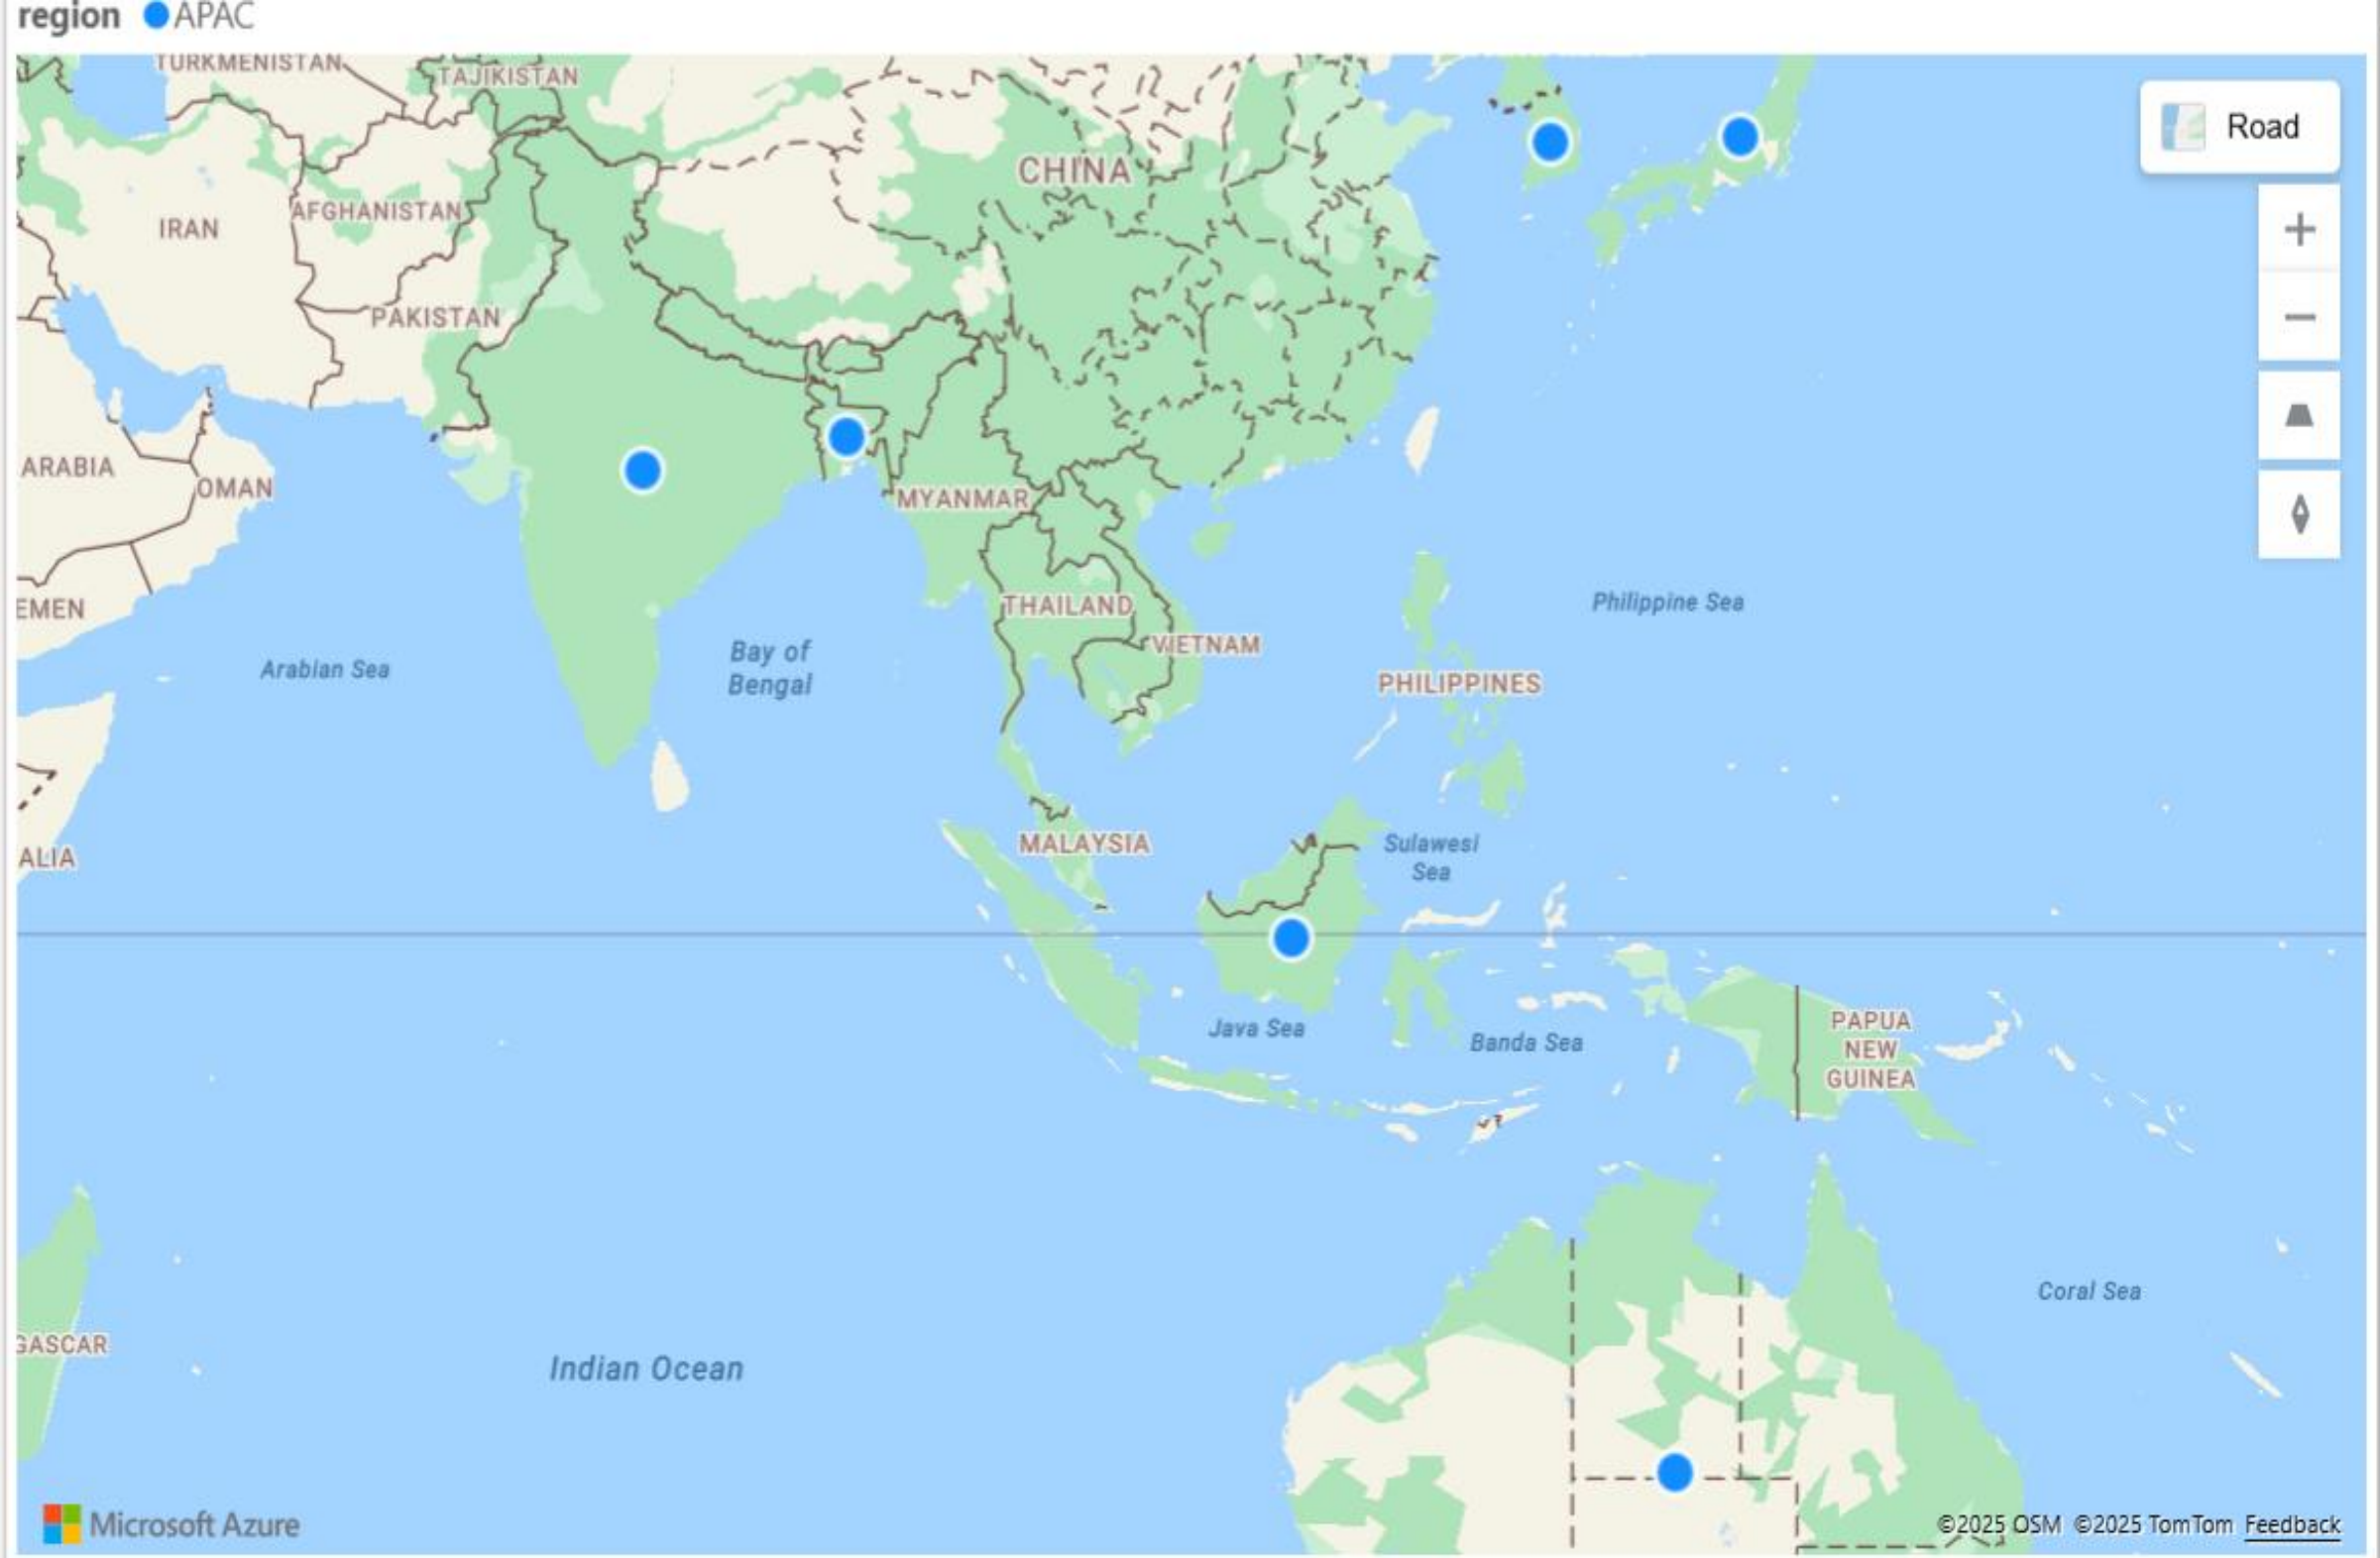 region APAC
TURKMENISTAN
TAJIKISTAN
Road
CHINA
AFGHANISTAN
IRAN
PAKISTAN
ARABIA
OMAN
MYANMAR
EMEN
THAILAND
Philippine Sea
VIETNAM
Arabian Sea
Bay of
Bengal
PHILIPPINES
MALAYSIA
Sulawesi
Sea
ALIA
Java Sea
Banda Sea
PAPUA
NEW
GUINEA
Coral Sea
GASCAR
Indian Ocean
Microsoft Azure
©2025 OSM ©2025 TomTom Feedback